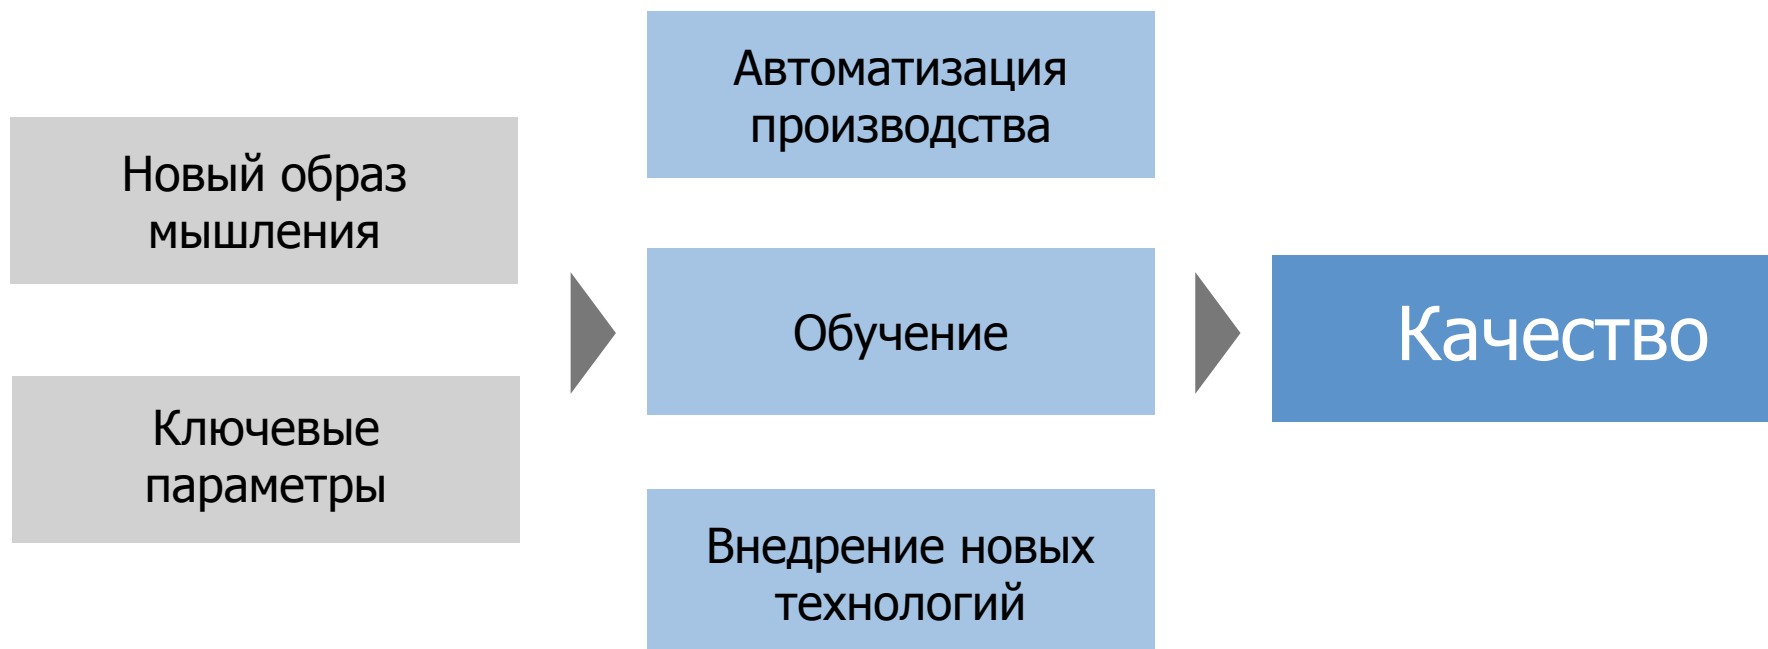 Новый образ
мышления
Ключевые
параметры
Автоматизация
производства
Обучение
Внедрение новых
технологий
Качество